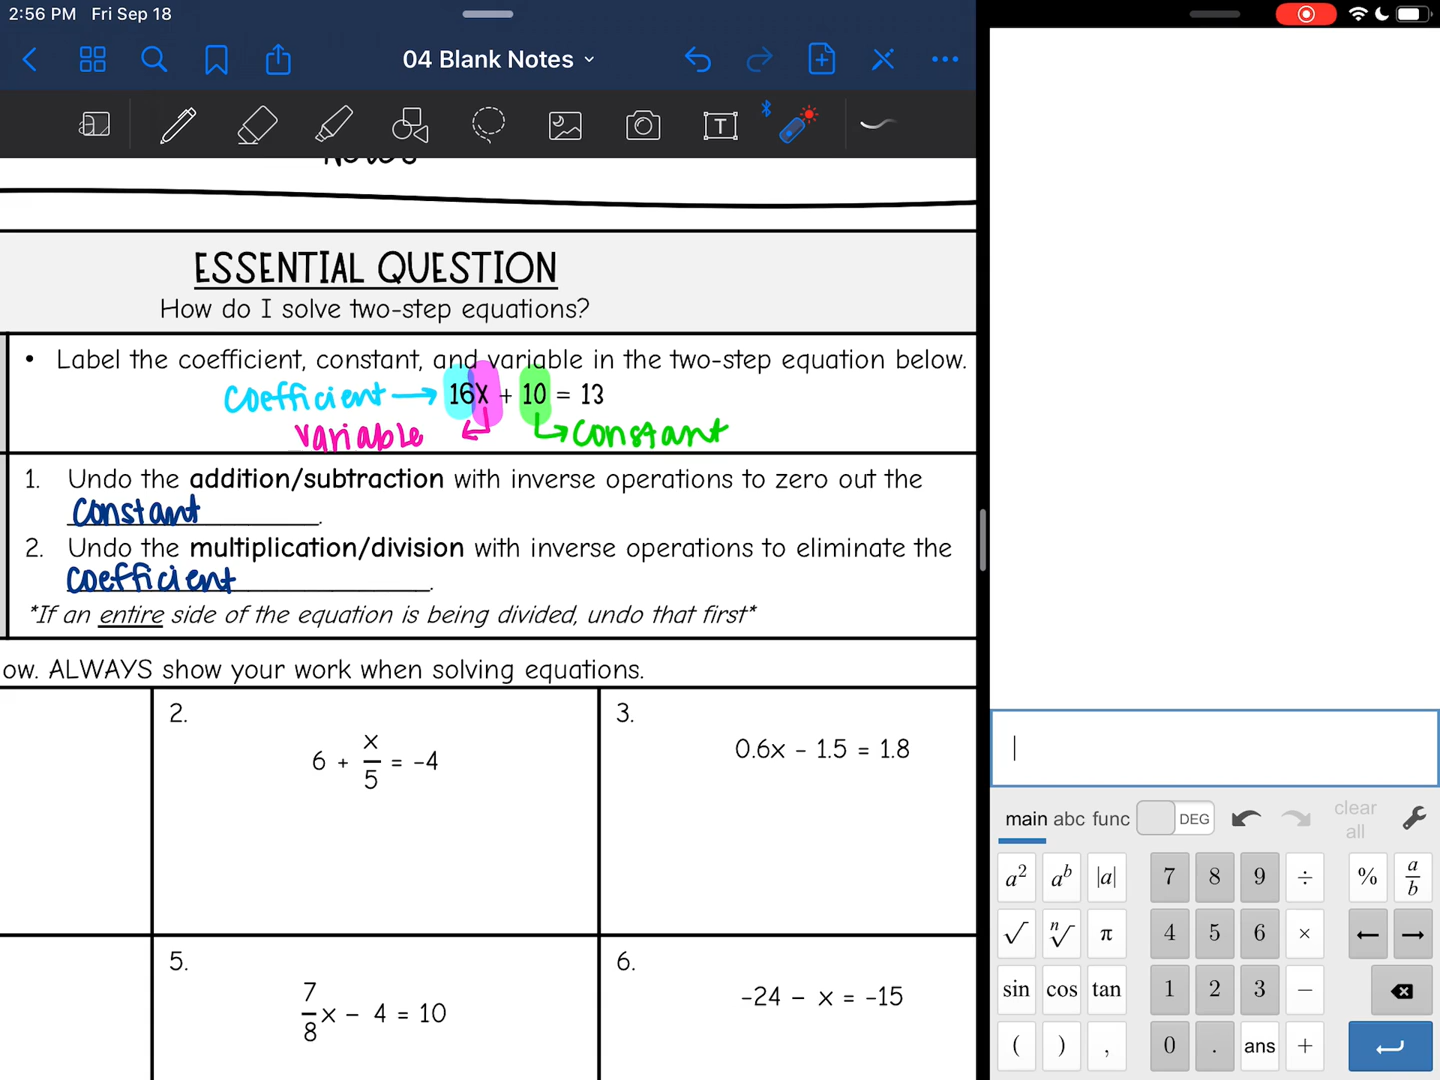 2:56 PM Fri Sep 18
04 Blank Notes
ESSENTIAL QUESTION
How do I solve two-step equations?
• Label the coefficient, constant, and variable in the two-step equation below.
coefficient → 16x + 10 = 13
variable constant
1. Undo the addition/subtraction with inverse operations to zero out the
constant.
2. Undo the multiplication/division with inverse operations to eliminate the
coefficient.
*If an entire side of the equation is being divided, undo that first*
ow. ALWAYS show your work when solving equations.
2. 3.
6 + x/5 = -4
0.6x - 1.5 = 1.8
5. 6.
7/8 x - 4 = 10
-24 - x = -15
main abc func DEG clear all
a² aᵇ |a| 7 8 9 ÷ % a/b
√ ⁿ√ π 4 5 6 × ← →
sin cos tan 1 2 3 −
( ) , 0 . ans +